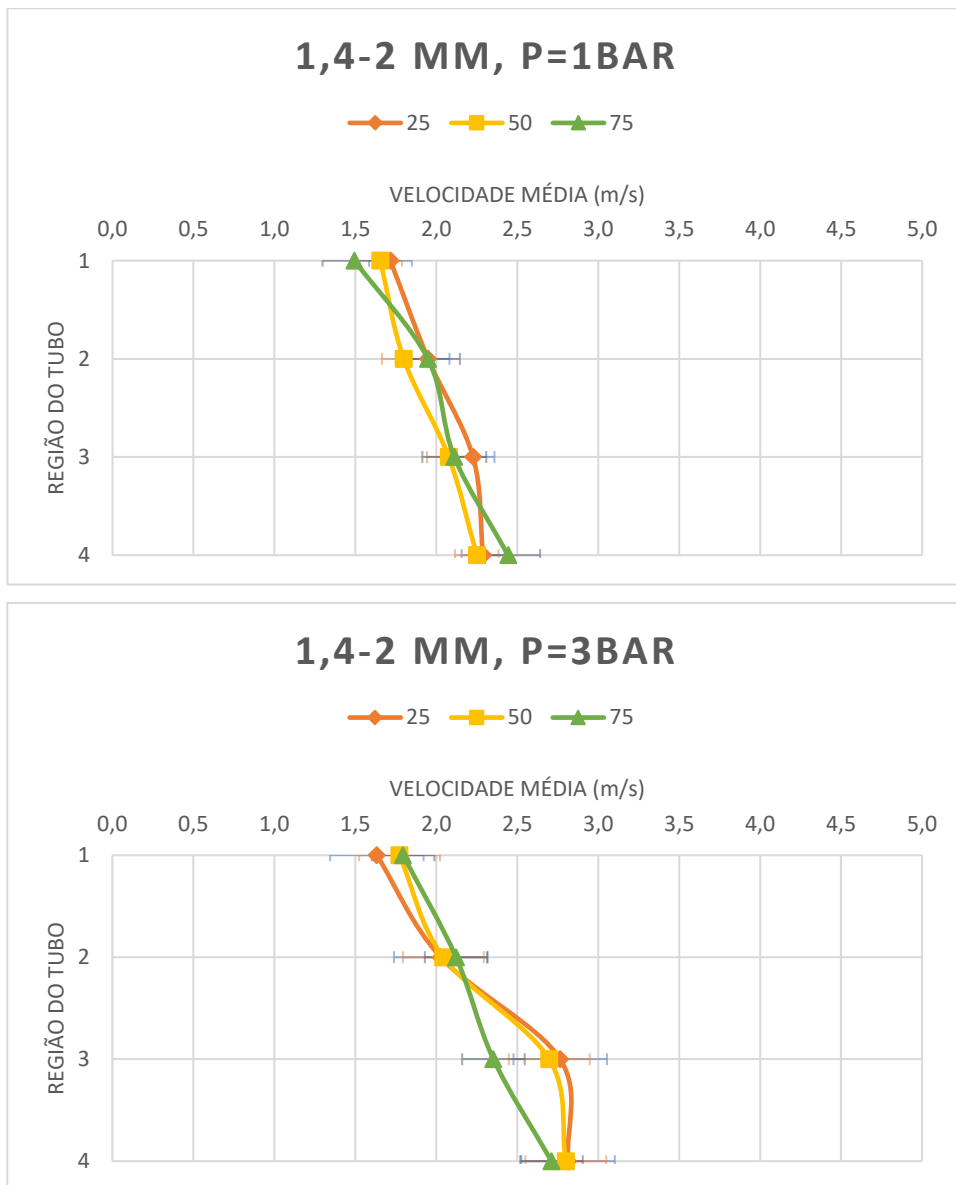 1,4-2 MM, P=1BAR
25 50 75
VELOCIDADE MÉDIA (m/s)
0,0 0,5 1,0 1,5 2,0 2,5 3,0 3,5 4,0 4,5 5,0
REGIÃO DO TUBO
1
2
3
4
1,4-2 MM, P=3BAR
25 50 75
VELOCIDADE MÉDIA (m/s)
0,0 0,5 1,0 1,5 2,0 2,5 3,0 3,5 4,0 4,5 5,0
REGIÃO DO TUBO
1
2
3
4